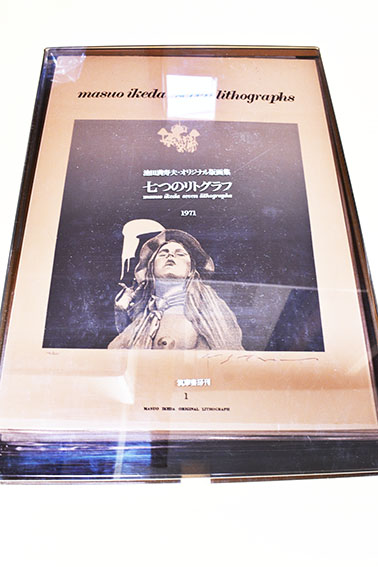 masuo ikeda lithographs
池田満寿夫・オリジナル版画集
七つのリトグラフ
masuo ikeda seven lithographs
1971
筑摩書房刊
1
MASUO IKEDA ORIGINAL LITHOGRAPH